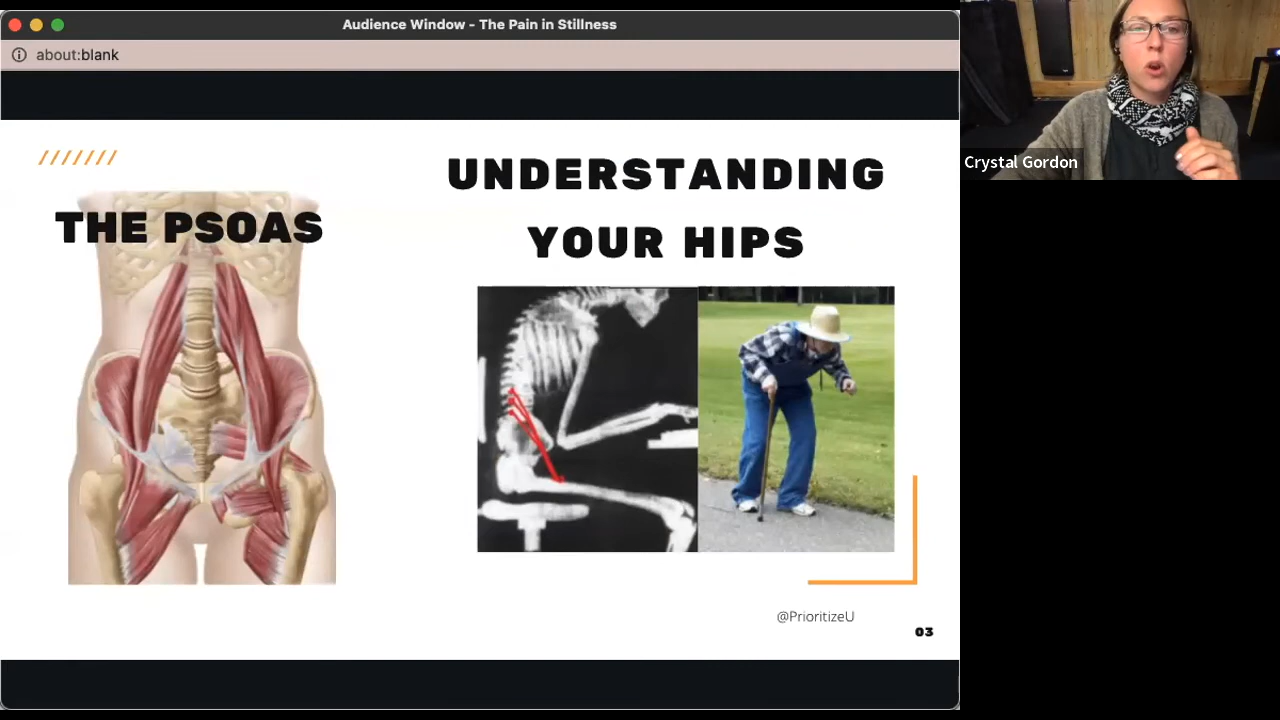 Audience Window - The Pain in Stillness
about:blank
THE PSOAS
UNDERSTANDING
YOUR HIPS
@PrioritizeU
03
Crystal Gordon